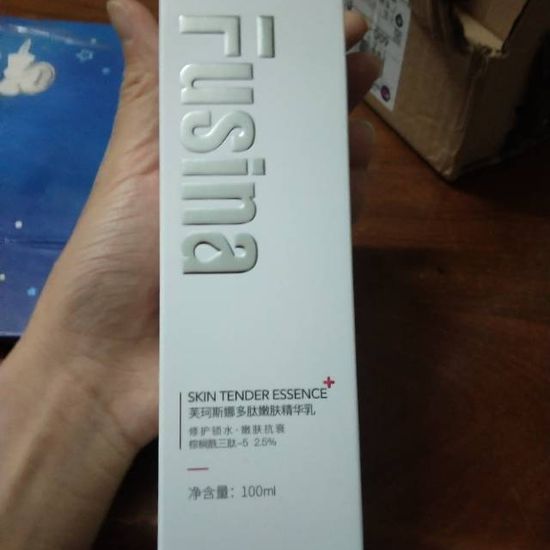 Fusina
SKIN TENDER ESSENCE+
芙珂斯娜多肽嫩肤精华乳
修护锁水·嫩肤抗衰
棕榈酰三肽-5 2.5%
净含量：100ml